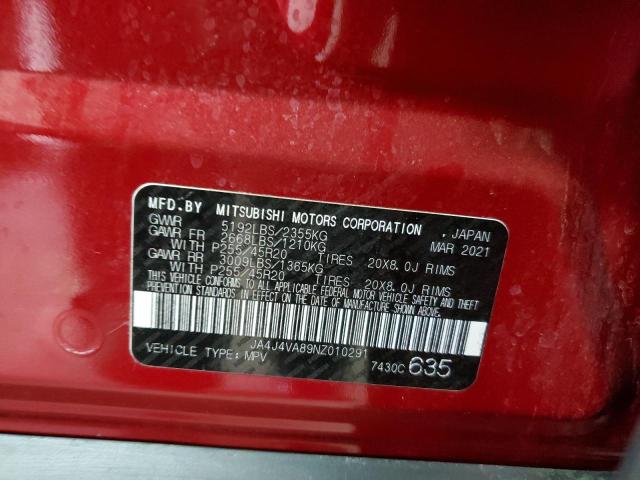 MFD.BY MITSUBISHI MOTORS CORPORATION , JAPAN
GVWR 5192LBS/2355KG MAR 2021
GAWR FR 2668LBS/1210KG
WITH P255/45R20 TIRES 20X8.0J RIMS
GAWR RR 3009LBS/1365KG
WITH P255/45R20 TIRES 20X8.0J RIMS
THIS VEHICLE CONFORMS TO ALL APPLICABLE FEDERAL MOTOR VEHICLE SAFETY AND THEFT
PREVENTION STANDARDS IN EFFECT ON THE DATE OF MANUFACTURE SHOWN ABOVE.
JA4J4VA89NZ010291
VEHICLE TYPE:MPV 7430C 635